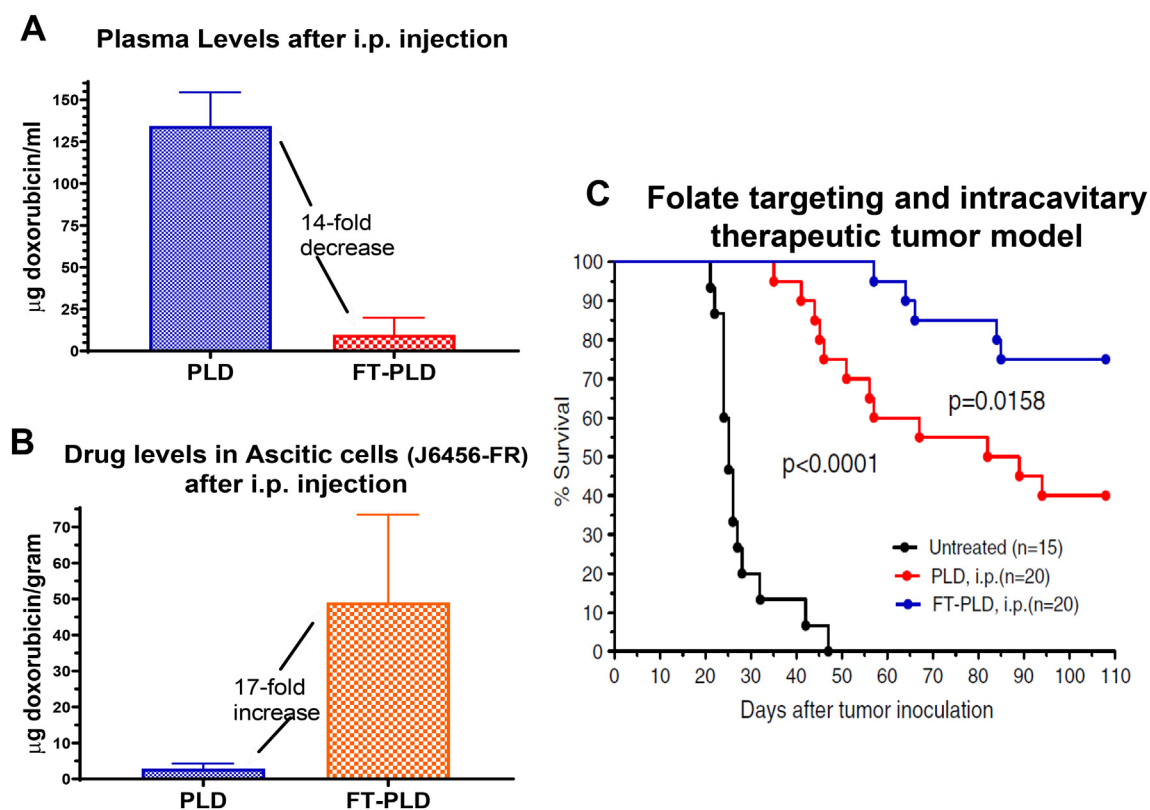 A
Plasma Levels after i.p. injection
µg doxorubicin/ml
150
125
100
75
50
25
0
14-fold
decrease
PLD
FT-PLD
B
Drug levels in Ascitic cells (J6456-FR)
after i.p. injection
µg doxorubicin/gram
70
60
50
40
30
20
10
0
17-fold
increase
PLD
FT-PLD
C
Folate targeting and intracavitary
therapeutic tumor model
% Survival
100
90
80
70
60
50
40
30
20
10
0
p=0.0158
p<0.0001
Untreated (n=15)
PLD, i.p.(n=20)
FT-PLD, i.p.(n=20)
0 10 20 30 40 50 60 70 80 90 100 110
Days after tumor inoculation